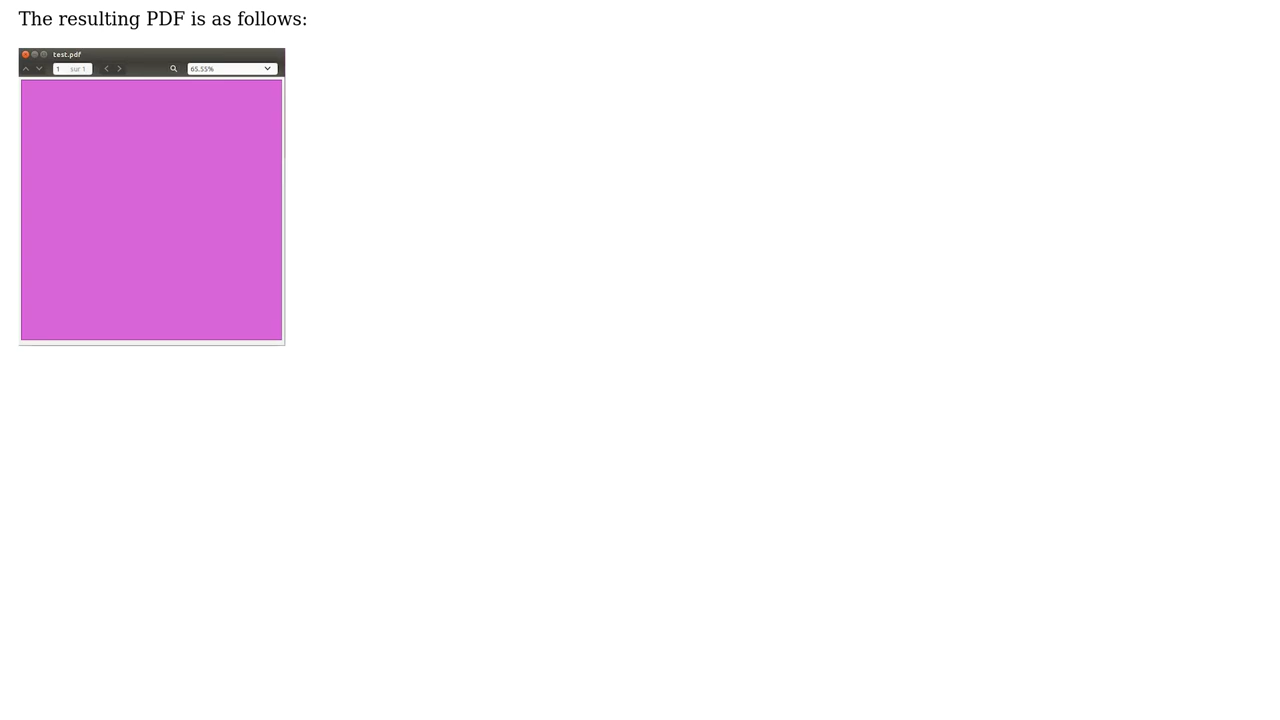 The resulting PDF is as follows:
test.pdf
1 sur 1
65.55%